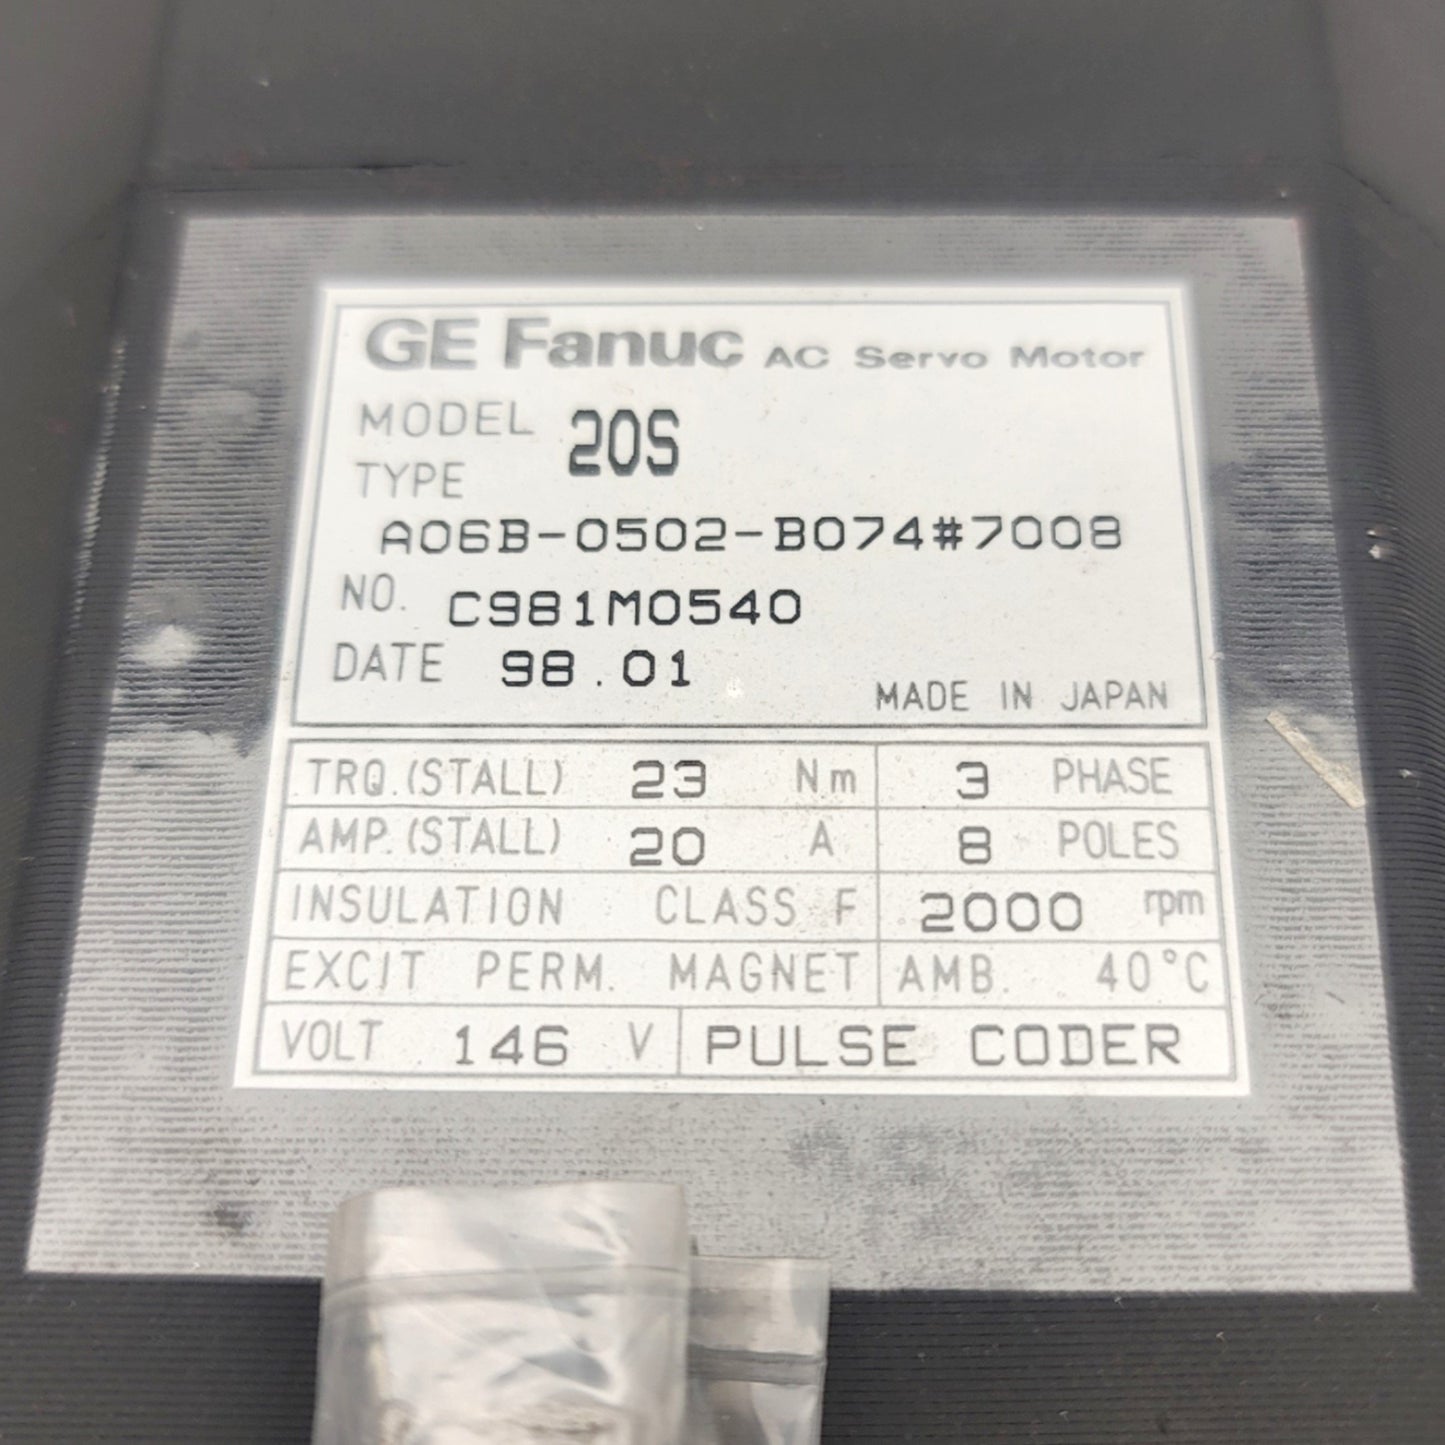 GE Fanuc AC Servo Motor
MODEL 20S
TYPE
A06B-0502-B074#7008
NO. C981M0540
DATE 98.01
MADE IN JAPAN
TRQ.(STALL) 23 Nm 3 PHASE
AMP.(STALL) 20 A 8 POLES
INSULATION CLASS F 2000 rpm
EXCIT PERM. MAGNET AMB. 40°C
VOLT 146 V PULSE CODER